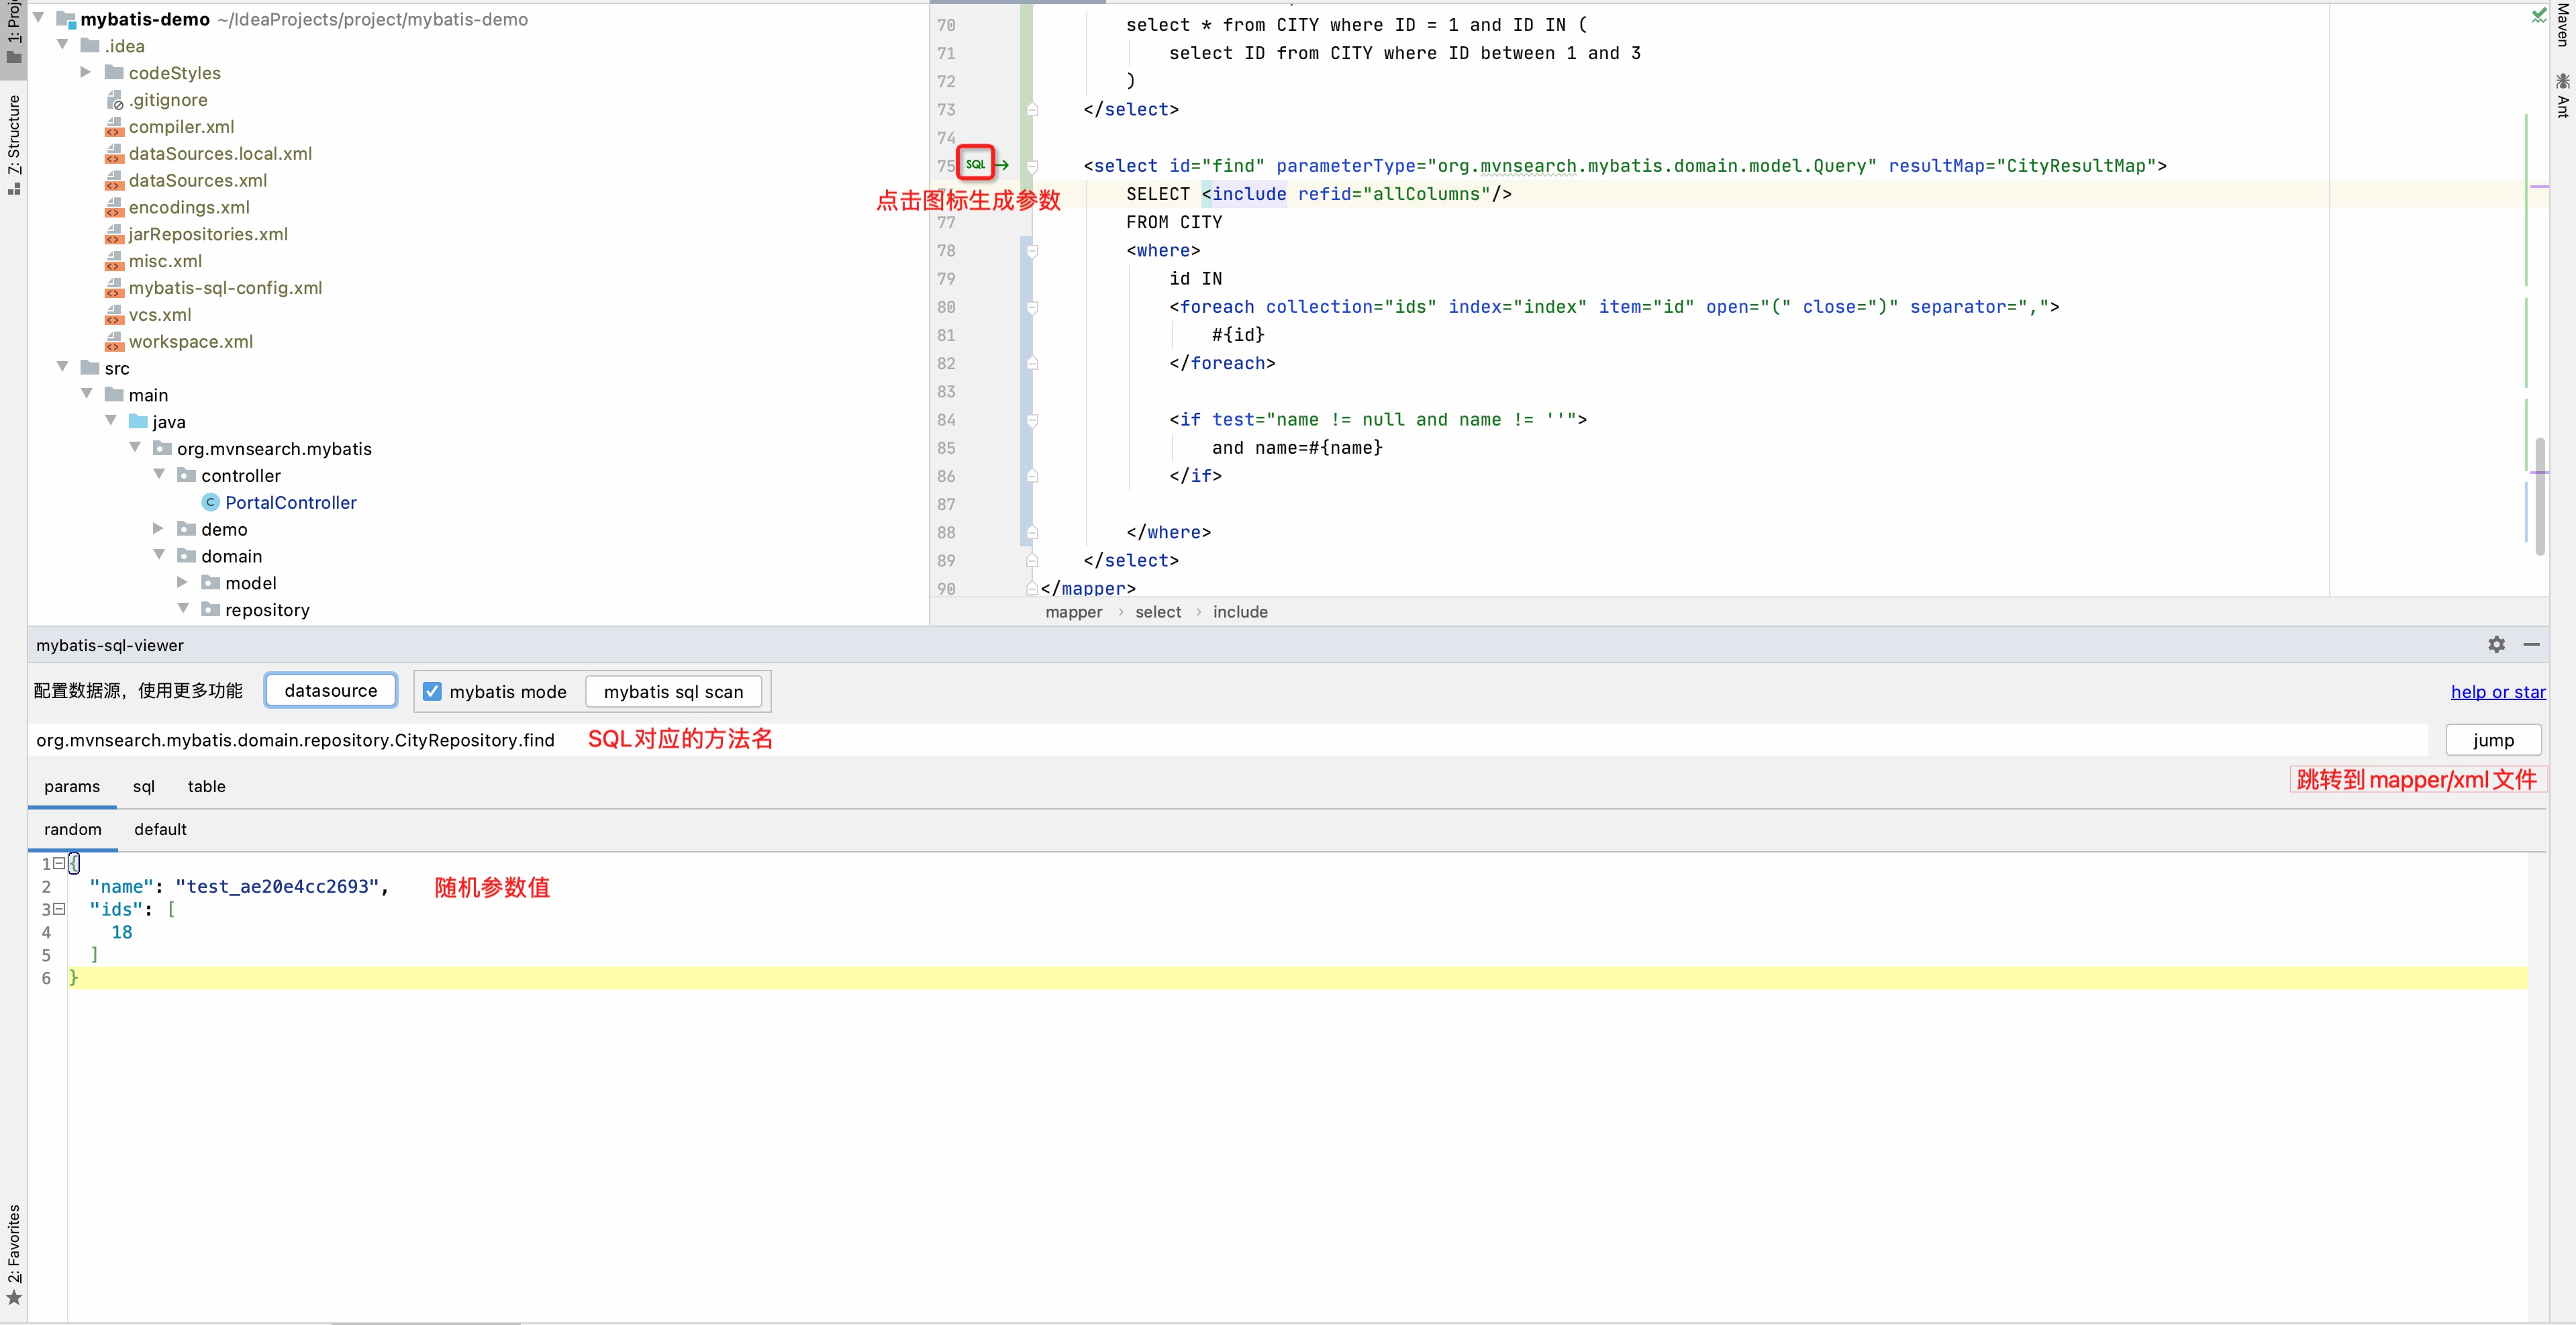 1: Proj
7: Structure
2: Favorites
mybatis-demo ~/IdeaProjects/project/mybatis-demo
.idea
codeStyles
.gitignore
compiler.xml
dataSources.local.xml
dataSources.xml
encodings.xml
jarRepositories.xml
misc.xml
mybatis-sql-config.xml
vcs.xml
workspace.xml
src
main
java
org.mvnsearch.mybatis
controller
PortalController
demo
domain
model
repository
70 select * from CITY where ID = 1 and ID IN (
71 select ID from CITY where ID between 1 and 3
72 )
73 </select>
74
75 SQL <select id="find" parameterType="org.mvnsearch.mybatis.domain.model.Query" resultMap="CityResultMap">
点击图标生成参数 SELECT <include refid="allColumns"/>
77 FROM CITY
78 <where>
79 id IN
80 <foreach collection="ids" index="index" item="id" open="(" close=")" separator=",">
81 #{id}
82 </foreach>
83
84 <if test="name != null and name != ''">
85 and name=#{name}
86 </if>
87
88 </where>
89 </select>
90 </mapper>
mapper › select › include
Maven
Ant
mybatis-sql-viewer
配置数据源，使用更多功能 datasource mybatis mode mybatis sql scan help or star
org.mvnsearch.mybatis.domain.repository.CityRepository.find SQL对应的方法名 jump
params sql table 跳转到mapper/xml文件
random default
1 {
2 "name": "test_ae20e4cc2693", 随机参数值
3 "ids": [
4 18
5 ]
6 }